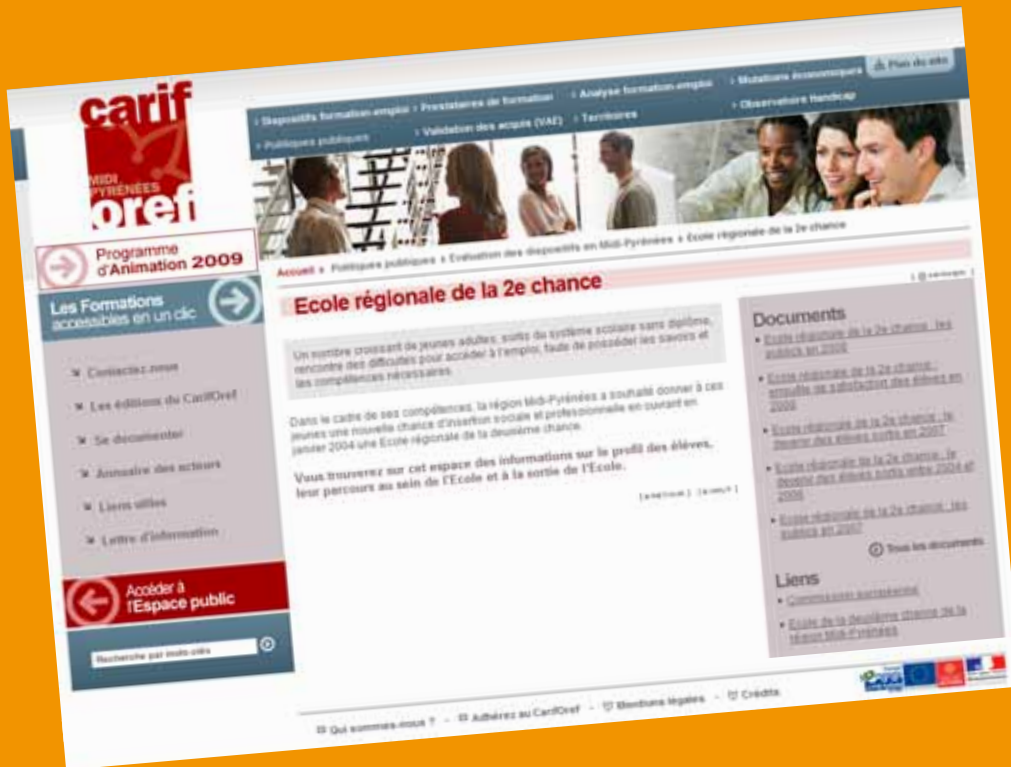 carif
MIDI
PYRÉNÉES
oref
Plan du site
Dispositifs formation-emploi
Prestataires de formation
Analyse formation-emploi
Mutations économiques
Politiques publiques
Validation des acquis (VAE)
Territoires
Observatoire Handicap
Programme
d'Animation 2009
Les Formations
accessibles en un clic
Contactez-nous
Les éditions du CarifOref
Se documenter
Annuaire des acteurs
Liens utiles
Lettre d'information
Accéder à
l'Espace public
Recherche par mots-clés
Accueil Politiques publiques Evaluation des dispositifs en Midi-Pyrénées Ecole régionale de la 2e chance
Ecole régionale de la 2e chance
Un nombre croissant de jeunes adultes, sortis du système scolaire sans diplôme,
rencontre des difficultés pour accéder à l'emploi, faute de posséder les savoirs et
les compétences nécessaires.
Dans le cadre de ses compétences, la région Midi-Pyrénées a souhaité donner à ces
jeunes une nouvelle chance d'insertion sociale et professionnelle en ouvrant en
janvier 2004 une Ecole régionale de la deuxième chance.
Vous trouverez sur cet espace des informations sur le profil des élèves,
leur parcours au sein de l'Ecole et à la sortie de l'Ecole.
Documents
Ecole régionale de la 2e chance : les
publics en 2008
Ecole régionale de la 2e chance :
enquête de satisfaction des élèves en
2008
Ecole régionale de la 2e chance : le
devenir des élèves sortis en 2007
Ecole régionale de la 2e chance : le
devenir des élèves sortis entre 2004 et
2006
Ecole régionale de la 2e chance : les
publics en 2007
Tous les documents
Liens
Commission européenne
Ecole de la deuxième chance de la
région Midi-Pyrénées
Qui sommes-nous ? - Adhérez au CarifOref - Mentions légales - Crédits